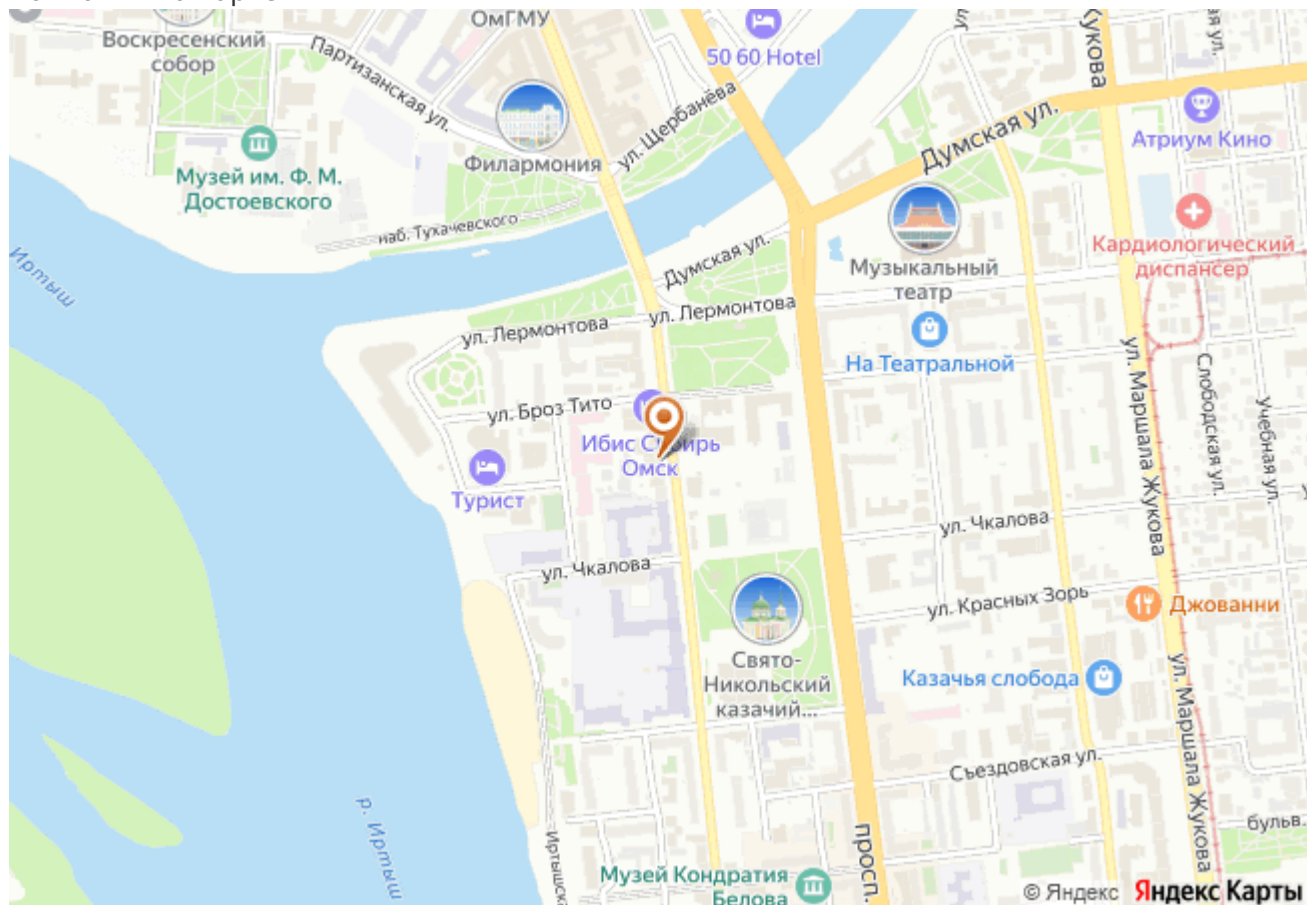 ОмГМУ
Воскресенский
собор
Партизанская ул.
50 60 Hotel
ул. Щербанёва
Жукова
Думская ул.
Атриум Кино
Филармония
Музей им. Ф. М.
Достоевского
наб. Тухачевского
Иртыш
Думская ул.
Музыкальный
театр
Кардиологический
диспансер
ул. Лермонтова
ул. Лермонтова
На Театральной
ул. Маршала Жукова
Слободская ул.
Учебная ул.
ул. Броз Тито
Ибис Сибирь
Омск
Турист
ул. Чкалова
ул. Чкалова
ул. Красных Зорь
Джованни
Свято-
Никольский
казачий...
Казачья слобода
ул. Маршала Жукова
Съездовская ул.
р. Иртыш
просп.
бульв.
Музей Кондратия
Белова
© Яндекс Яндекс Карты